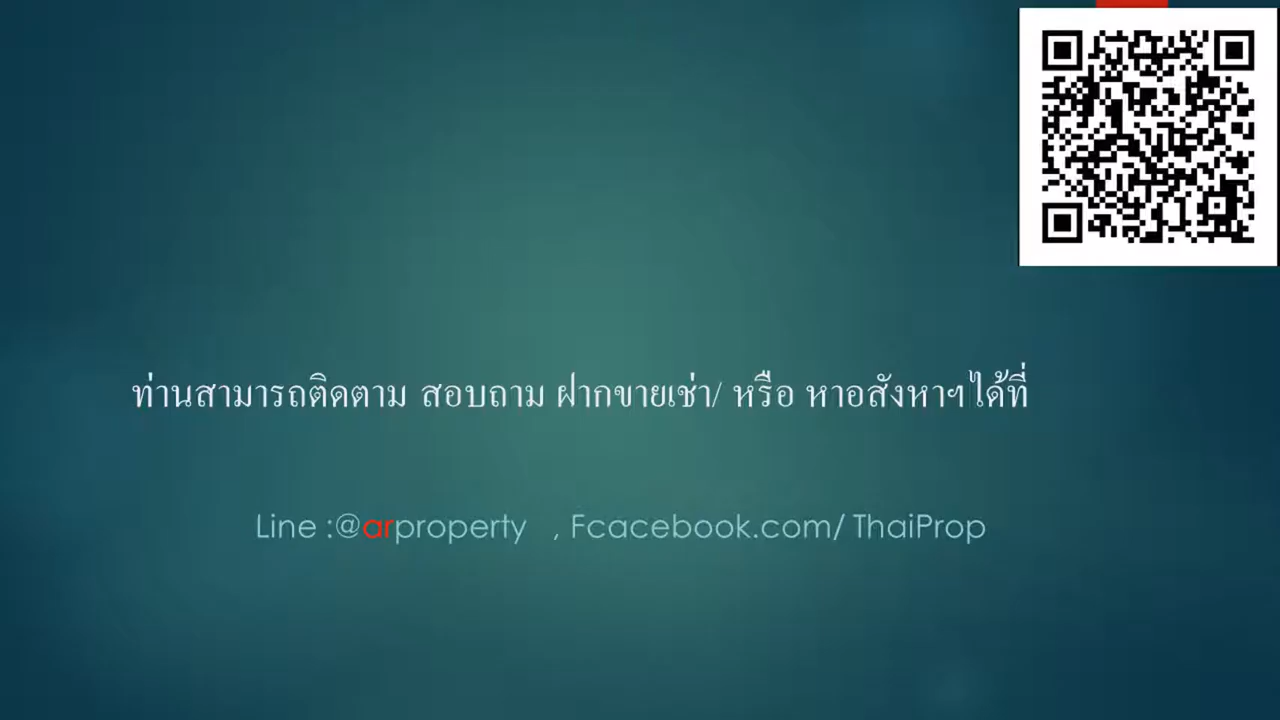 ท่านสามารถติดตาม สอบถาม ฝากขายเช่า/ หรือ หาอสังหาฯได้ที่
Line :@arproperty , Fcacebook.com/ ThaiProp